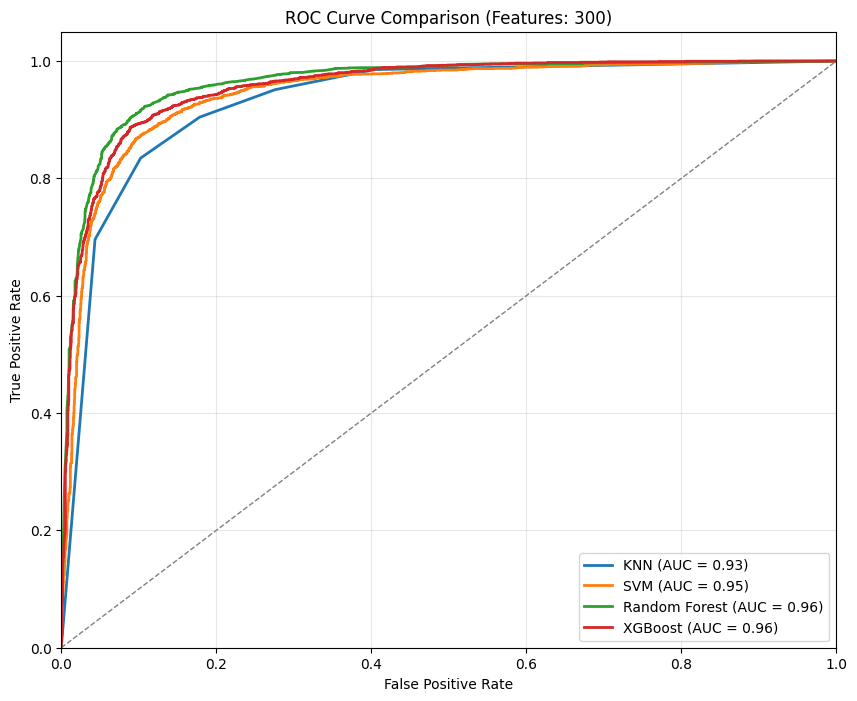 ROC Curve Comparison (Features: 300)
1.0
0.8
0.6
0.4
0.2
0.0
True Positive Rate
0.0 0.2 0.4 0.6 0.8 1.0
False Positive Rate
KNN (AUC = 0.93)
SVM (AUC = 0.95)
Random Forest (AUC = 0.96)
XGBoost (AUC = 0.96)